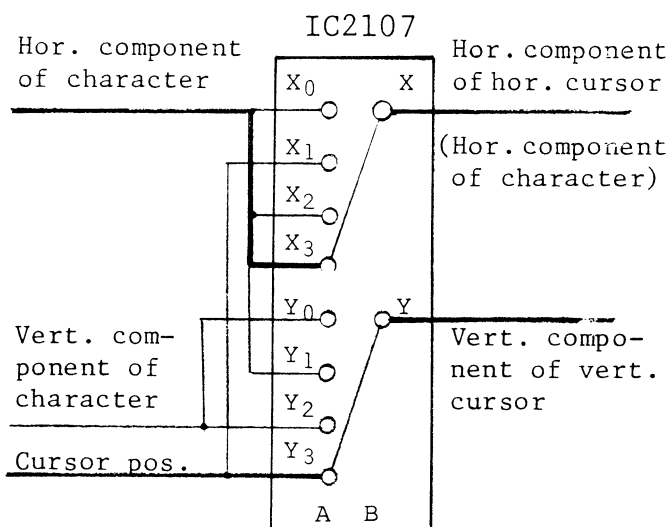 IC2107
Hor. component
of character
Hor. component
of hor. cursor
(Hor. component
of character)
X0
X
X1
X2
X3
Y0
Y
Y1
Y2
Y3
Vert. com-
ponent of
character
Cursor pos.
Vert. compo-
nent of vert.
cursor
A B